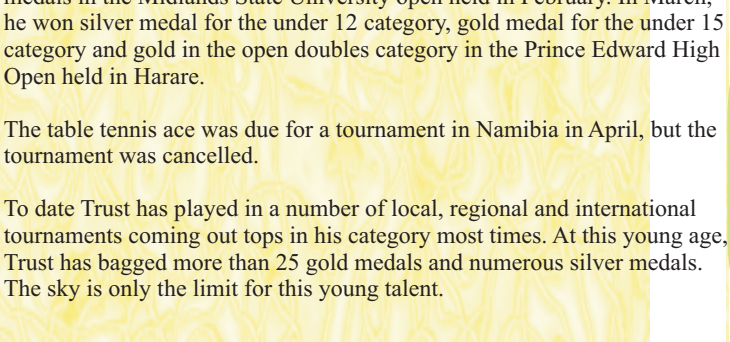 medals in the Midlands State University open held in February. In March,
he won silver medal for the under 12 category, gold medal for the under 15
category and gold in the open doubles category in the Prince Edward High
Open held in Harare.
The table tennis ace was due for a tournament in Namibia in April, but the
tournament was cancelled.
To date Trust has played in a number of local, regional and international
tournaments coming out tops in his category most times. At this young age,
Trust has bagged more than 25 gold medals and numerous silver medals.
The sky is only the limit for this young talent.